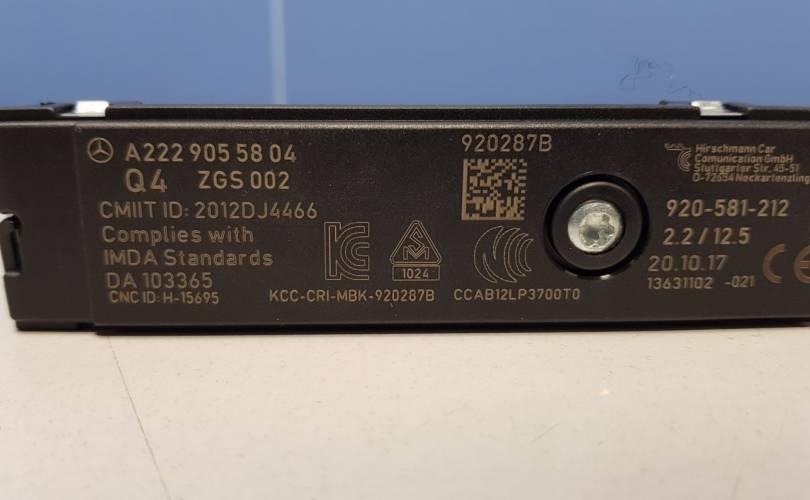 A222 905 58 04
Q4 ZGS 002
CMIIT ID: 2012DJ4466
Complies with
IMDA Standards
DA 103365
CNC ID: H-15695
KCC-CRI-MBK-920287B
1024
CCAB12LP3700T0
920287B
Hirschmann Car
Comunication GmbH
Stuttgarter Str. 45-51
D-72654 Neckartenzling
920-581-212
2.2 / 12.5
20.10.17
13631102 -021
CE